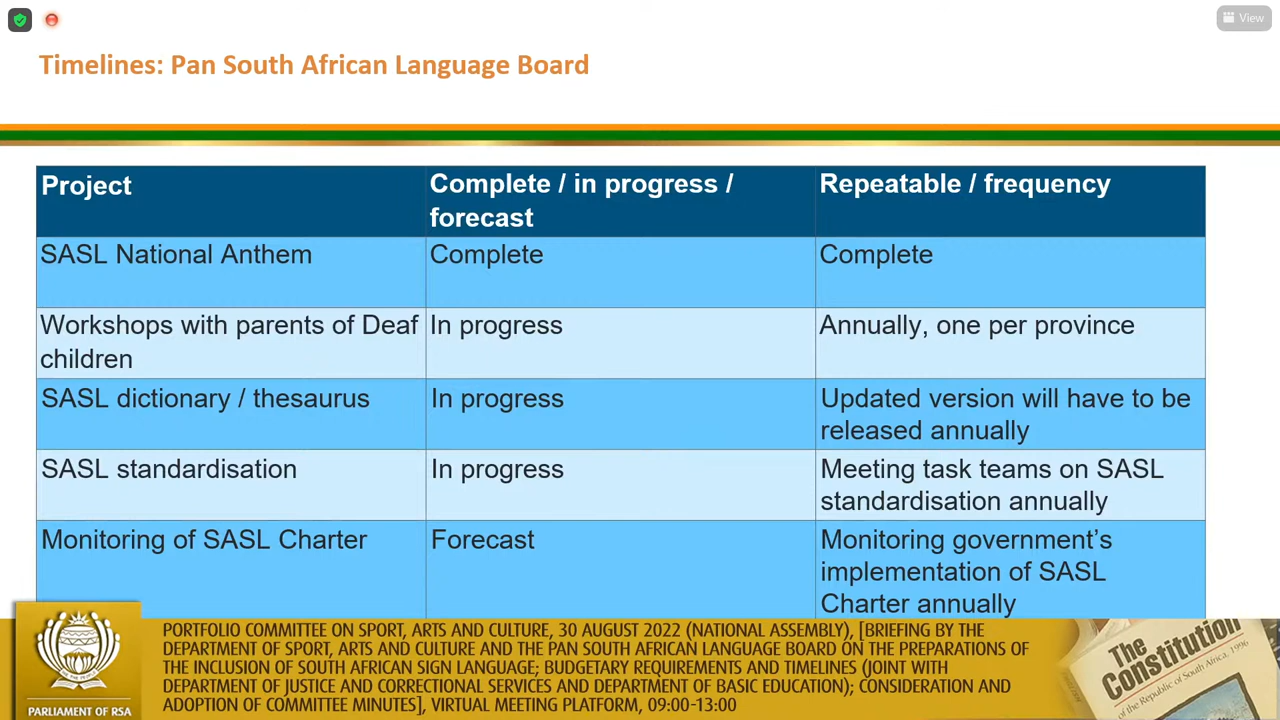 View
Timelines: Pan South African Language Board
Project
Complete / in progress /
forecast
Repeatable / frequency
SASL National Anthem
Complete
Complete
Workshops with parents of Deaf
children
In progress
Annually, one per province
SASL dictionary / thesaurus
In progress
Updated version will have to be
released annually
SASL standardisation
In progress
Meeting task teams on SASL
standardisation annually
Monitoring of SASL Charter
Forecast
Monitoring government’s
implementation of SASL
Charter annually
PORTFOLIO COMMITTEE ON SPORT, ARTS AND CULTURE, 30 AUGUST 2022 (NATIONAL ASSEMBLY), [BRIEFING BY THE
DEPARTMENT OF SPORT, ARTS AND CULTURE AND THE PAN SOUTH AFRICAN LANGUAGE BOARD ON THE PREPARATIONS OF
THE INCLUSION OF SOUTH AFRICAN SIGN LANGUAGE; BUDGETARY REQUIREMENTS AND TIMELINES (JOINT WITH
DEPARTMENT OF JUSTICE AND CORRECTIONAL SERVICES AND DEPARTMENT OF BASIC EDUCATION); CONSIDERATION AND
ADOPTION OF COMMITTEE MINUTES], VIRTUAL MEETING PLATFORM, 09:00-13:00
PARLIAMENT OF RSA
The
Constitution
of the Republic of South Africa, 1996